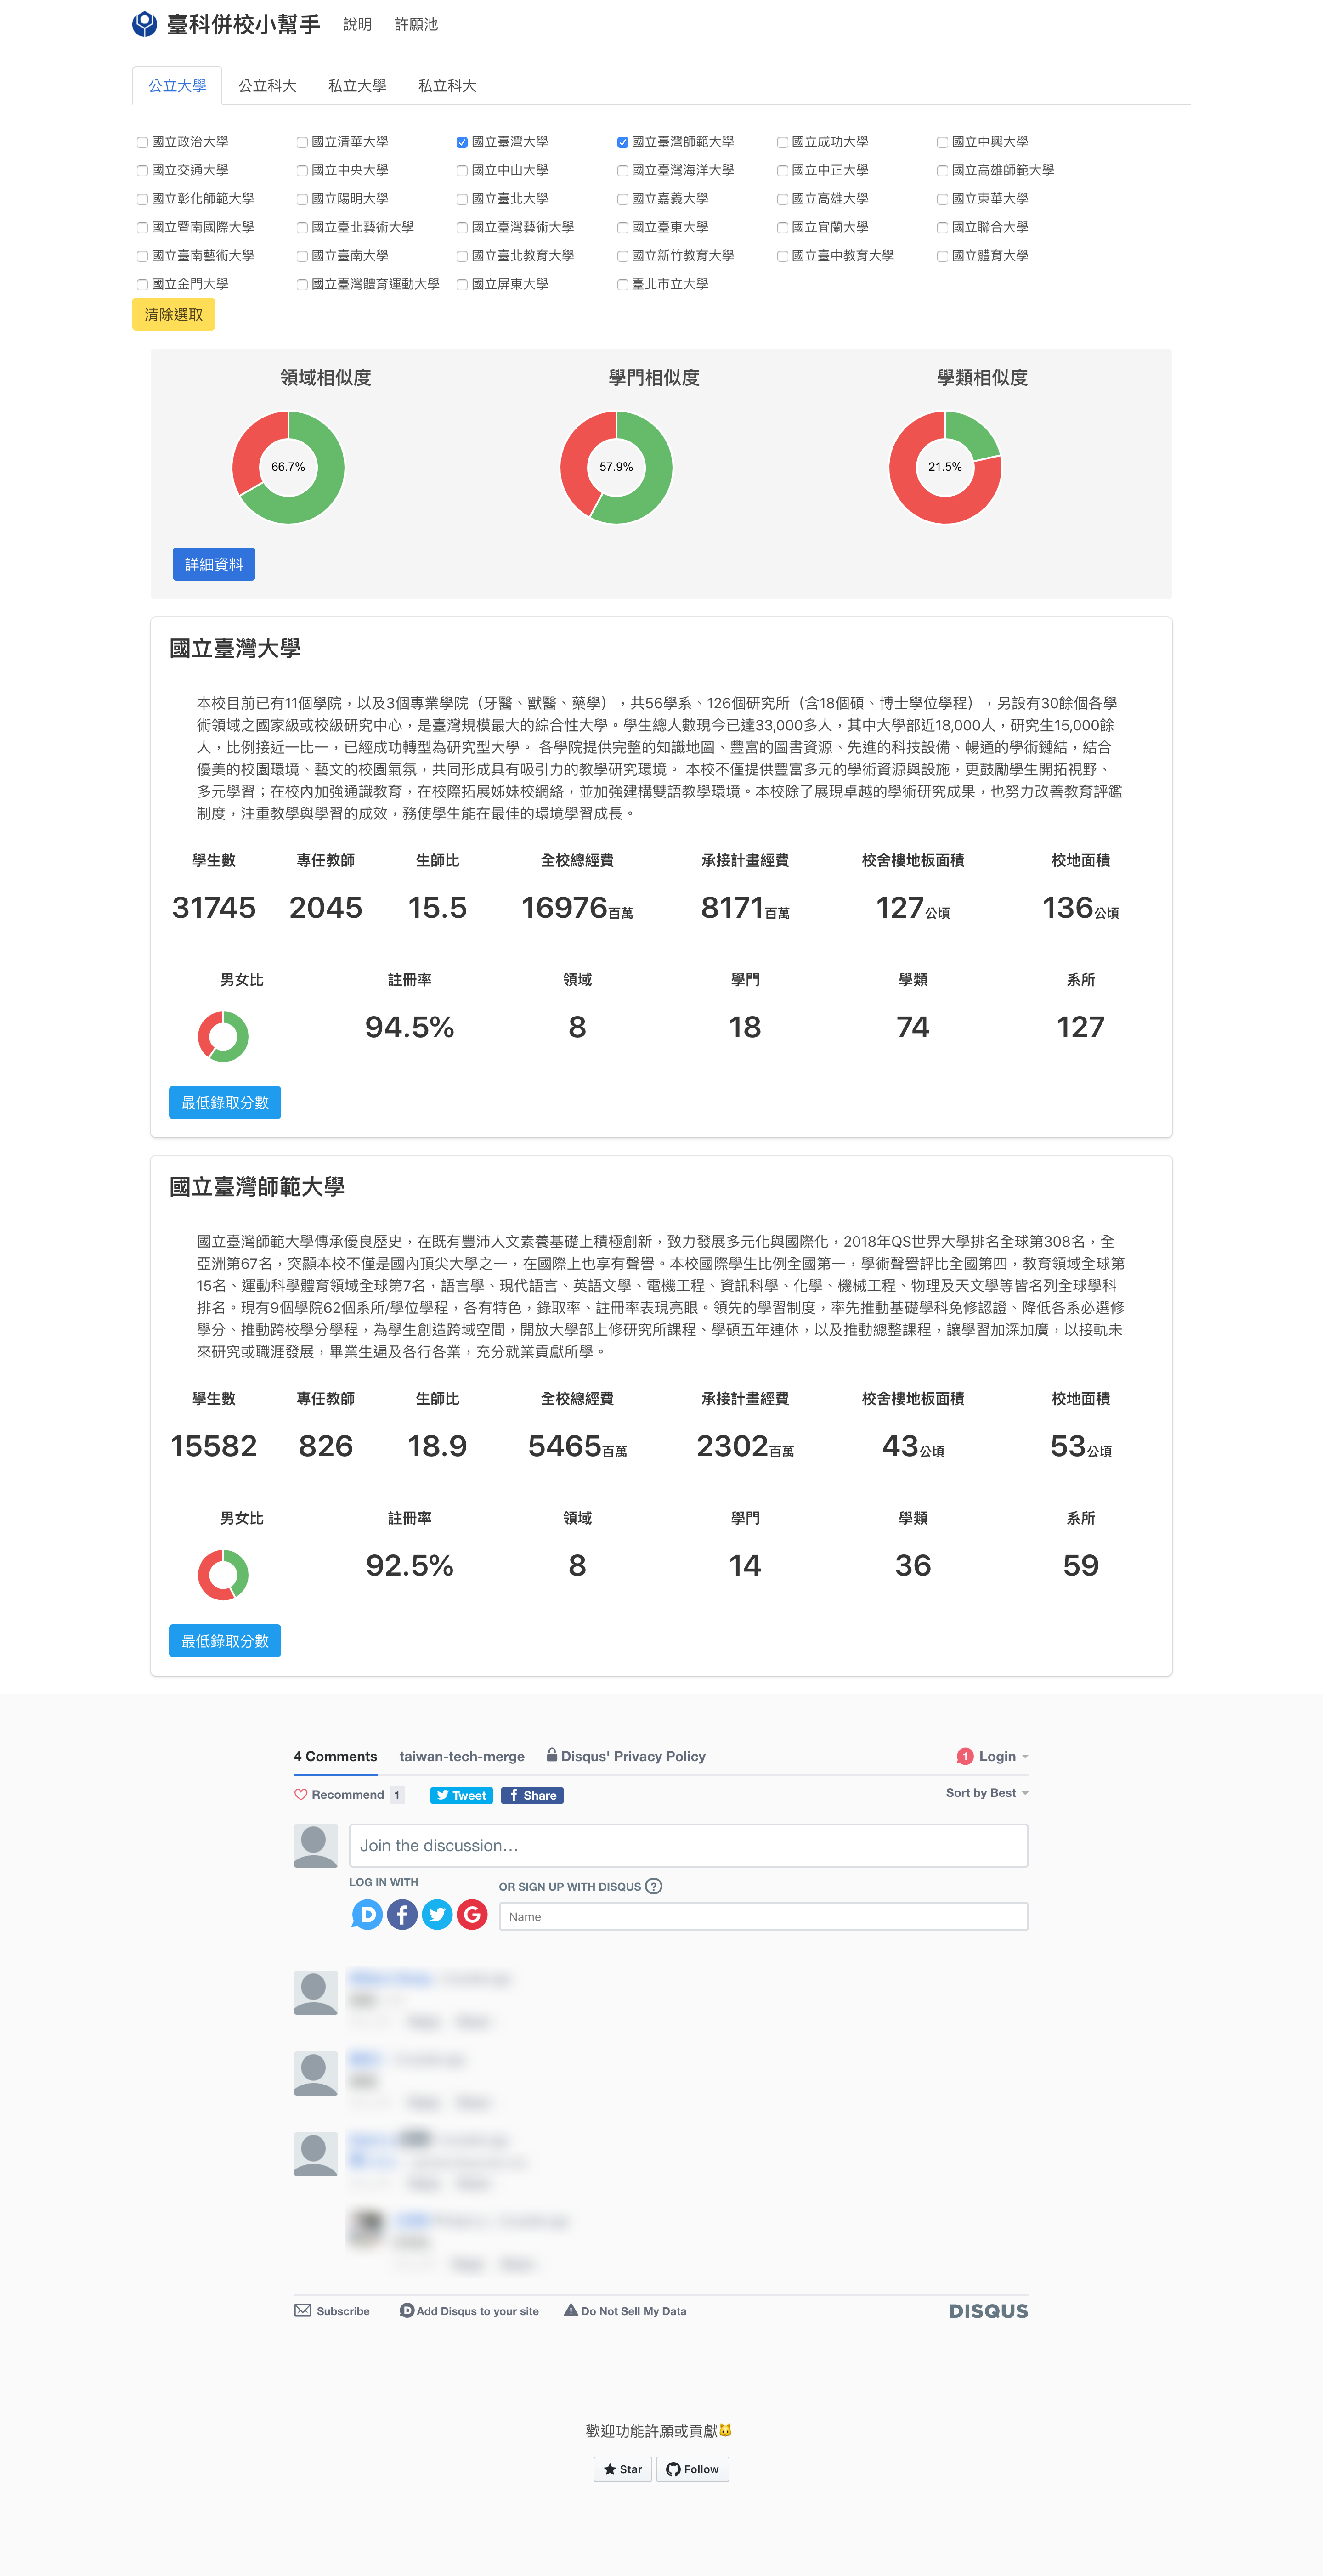 臺科併校小幫手 說明 許願池
公立大學 公立科大 私立大學 私立科大
國立政治大學 國立清華大學 國立臺灣大學 國立臺灣師範大學 國立成功大學 國立中興大學
國立交通大學 國立中央大學 國立中山大學 國立臺灣海洋大學 國立中正大學 國立高雄師範大學
國立彰化師範大學 國立陽明大學 國立臺北大學 國立嘉義大學 國立高雄大學 國立東華大學
國立暨南國際大學 國立臺北藝術大學 國立臺灣藝術大學 國立臺東大學 國立宜蘭大學 國立聯合大學
國立臺南藝術大學 國立臺南大學 國立臺北教育大學 國立新竹教育大學 國立臺中教育大學 國立體育大學
國立金門大學 國立臺灣體育運動大學 國立屏東大學 臺北市立大學
清除選取
領域相似度 學門相似度 學類相似度
66.7% 57.9% 21.5%
詳細資料
國立臺灣大學
本校目前已有11個學院，以及3個專業學院（牙醫、獸醫、藥學），共56學系、126個研究所（含18個碩、博士學位學程），另設有30餘個各學
術領域之國家級或校級研究中心，是臺灣規模最大的綜合性大學。學生總人數現今已達33,000多人，其中大學部近18,000人，研究生15,000餘
人，比例接近一比一，已經成功轉型為研究型大學。 各學院提供完整的知識地圖、豐富的圖書資源、先進的科技設備、暢通的學術鏈結，結合
優美的校園環境、藝文的校園氣氛，共同形成具有吸引力的教學研究環境。 本校不僅提供豐富多元的學術資源與設施，更鼓勵學生開拓視野、
多元學習；在校內加強通識教育，在校際拓展姊妹校網絡，並加強建構雙語教學環境。本校除了展現卓越的學術研究成果，也努力改善教育評鑑
制度，注重教學與學習的成效，務使學生能在最佳的環境學習成長。
學生數 專任教師 生師比 全校總經費 承接計畫經費 校舍樓地板面積 校地面積
31745 2045 15.5 16976百萬 8171百萬 127公頃 136公頃
男女比 註冊率 領域 學門 學類 系所
94.5% 8 18 74 127
最低錄取分數
國立臺灣師範大學
國立臺灣師範大學傳承優良歷史，在既有豐沛人文素養基礎上積極創新，致力發展多元化與國際化，2018年QS世界大學排名全球第308名，全
亞洲第67名，突顯本校不僅是國內頂尖大學之一，在國際上也享有聲譽。本校國際學生比例全國第一，學術聲譽評比全國第四，教育領域全球第
15名、運動科學體育領域全球第7名，語言學、現代語言、英語文學、電機工程、資訊科學、化學、機械工程、物理及天文學等皆名列全球學科
排名。現有9個學院62個系所/學位學程，各有特色，錄取率、註冊率表現亮眼。領先的學習制度，率先推動基礎學科免修認證、降低各系必選修
學分、推動跨校學分學程，為學生創造跨域空間，開放大學部上修研究所課程、學碩五年連休，以及推動總整課程，讓學習加深加廣，以接軌未
來研究或職涯發展，畢業生遍及各行各業，充分就業貢獻所學。
學生數 專任教師 生師比 全校總經費 承接計畫經費 校舍樓地板面積 校地面積
15582 826 18.9 5465百萬 2302百萬 43公頃 53公頃
男女比 註冊率 領域 學門 學類 系所
92.5% 8 14 36 59
最低錄取分數
4 Comments taiwan-tech-merge Disqus' Privacy Policy 1 Login
Recommend 1 Tweet f Share Sort by Best
Join the discussion…
LOG IN WITH OR SIGN UP WITH DISQUS ?
D f G Name
Subscribe D Add Disqus to your site Do Not Sell My Data DISQUS
歡迎功能許願或貢獻🐱
Star Follow